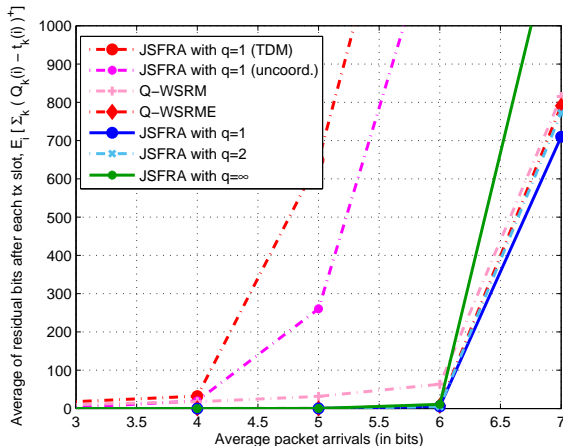 1000
900
800
700
600
500
400
300
200
100
0
Average of residual bits after each tx slot, E_i [ Σ_k ( Q_k(i) − t_k(i) )^+]
JSFRA with q=1 (TDM)
JSFRA with q=1 (uncoord.)
Q−WSRM
Q−WSRME
JSFRA with q=1
JSFRA with q=2
JSFRA with q=∞
3 3.5 4 4.5 5 5.5 6 6.5 7
Average packet arrivals (in bits)